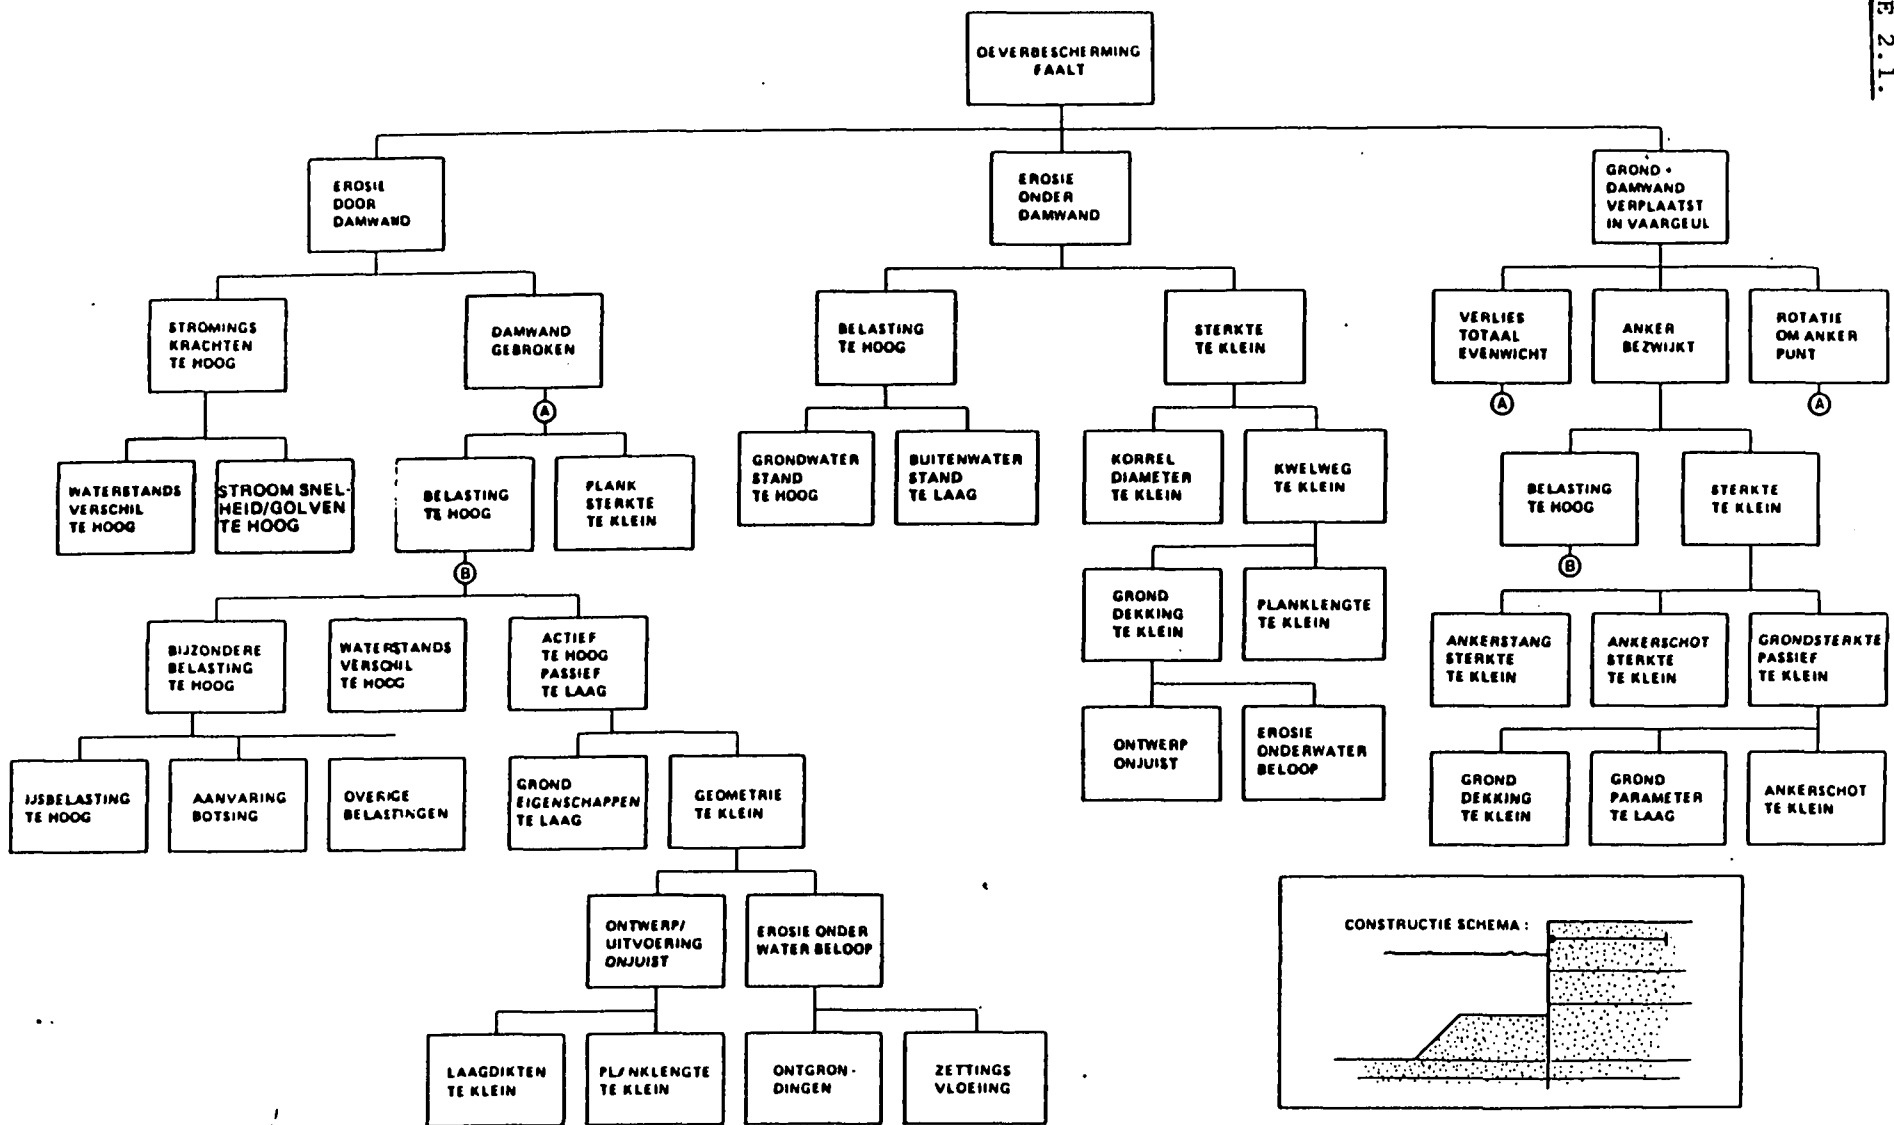 E 2.1.
OEVERBESCHERMING
FAALT
EROSIE
DOOR
DAMWAND
EROSIE
ONDER
DAMWAND
GROND +
DAMWAND
VERPLAATST
IN VAARGEUL
STROMINGS
KRACHTEN
TE HOOG
DAMWAND
GEBROKEN
BELASTING
TE HOOG
STERKTE
TE KLEIN
VERLIES
TOTAAL
EVENWICHT
ANKER
BEZWIJKT
ROTATIE
OM ANKER
PUNT
A
A
A
WATERSTANDS
VERSCHIL
TE HOOG
STROOM SNEL-
HEID/GOLVEN
TE HOOG
BELASTING
TE HOOG
PLANK
STERKTE
TE KLEIN
GRONDWATER
STAND
TE HOOG
BUITENWATER
STAND
TE LAAG
KORREL
DIAMETER
TE KLEIN
KWELWEG
TE KLEIN
BELASTING
TE HOOG
STERKTE
TE KLEIN
B
B
BIJZONDERE
BELASTING
TE HOOG
WATERSTANDS
VERSCHIL
TE HOOG
ACTIEF
TE HOOG
PASSIEF
TE LAAG
GROND
DEKKING
TE KLEIN
PLANKLENGTE
TE KLEIN
ANKERSTANG
STERKTE
TE KLEIN
ANKERSCHOT
STERKTE
TE KLEIN
GRONDSTERKTE
PASSIEF
TE KLEIN
IJSBELASTING
TE HOOG
AANVARING
BOTSING
OVERIGE
BELASTINGEN
GROND
EIGENSCHAPPEN
TE LAAG
GEOMETRIE
TE KLEIN
ONTWERP
ONJUIST
EROSIE
ONDERWATER
BELOOP
GROND
DEKKING
TE KLEIN
GROND
PARAMETER
TE LAAG
ANKERSCHOT
TE KLEIN
ONTWERP/
UITVOERING
ONJUIST
EROSIE ONDER
WATER BELOOP
LAAGDIKTEN
TE KLEIN
PLANKLENGTE
TE KLEIN
ONTGRON-
DINGEN
ZETTINGS
VLOEIING
CONSTRUCTIE SCHEMA :